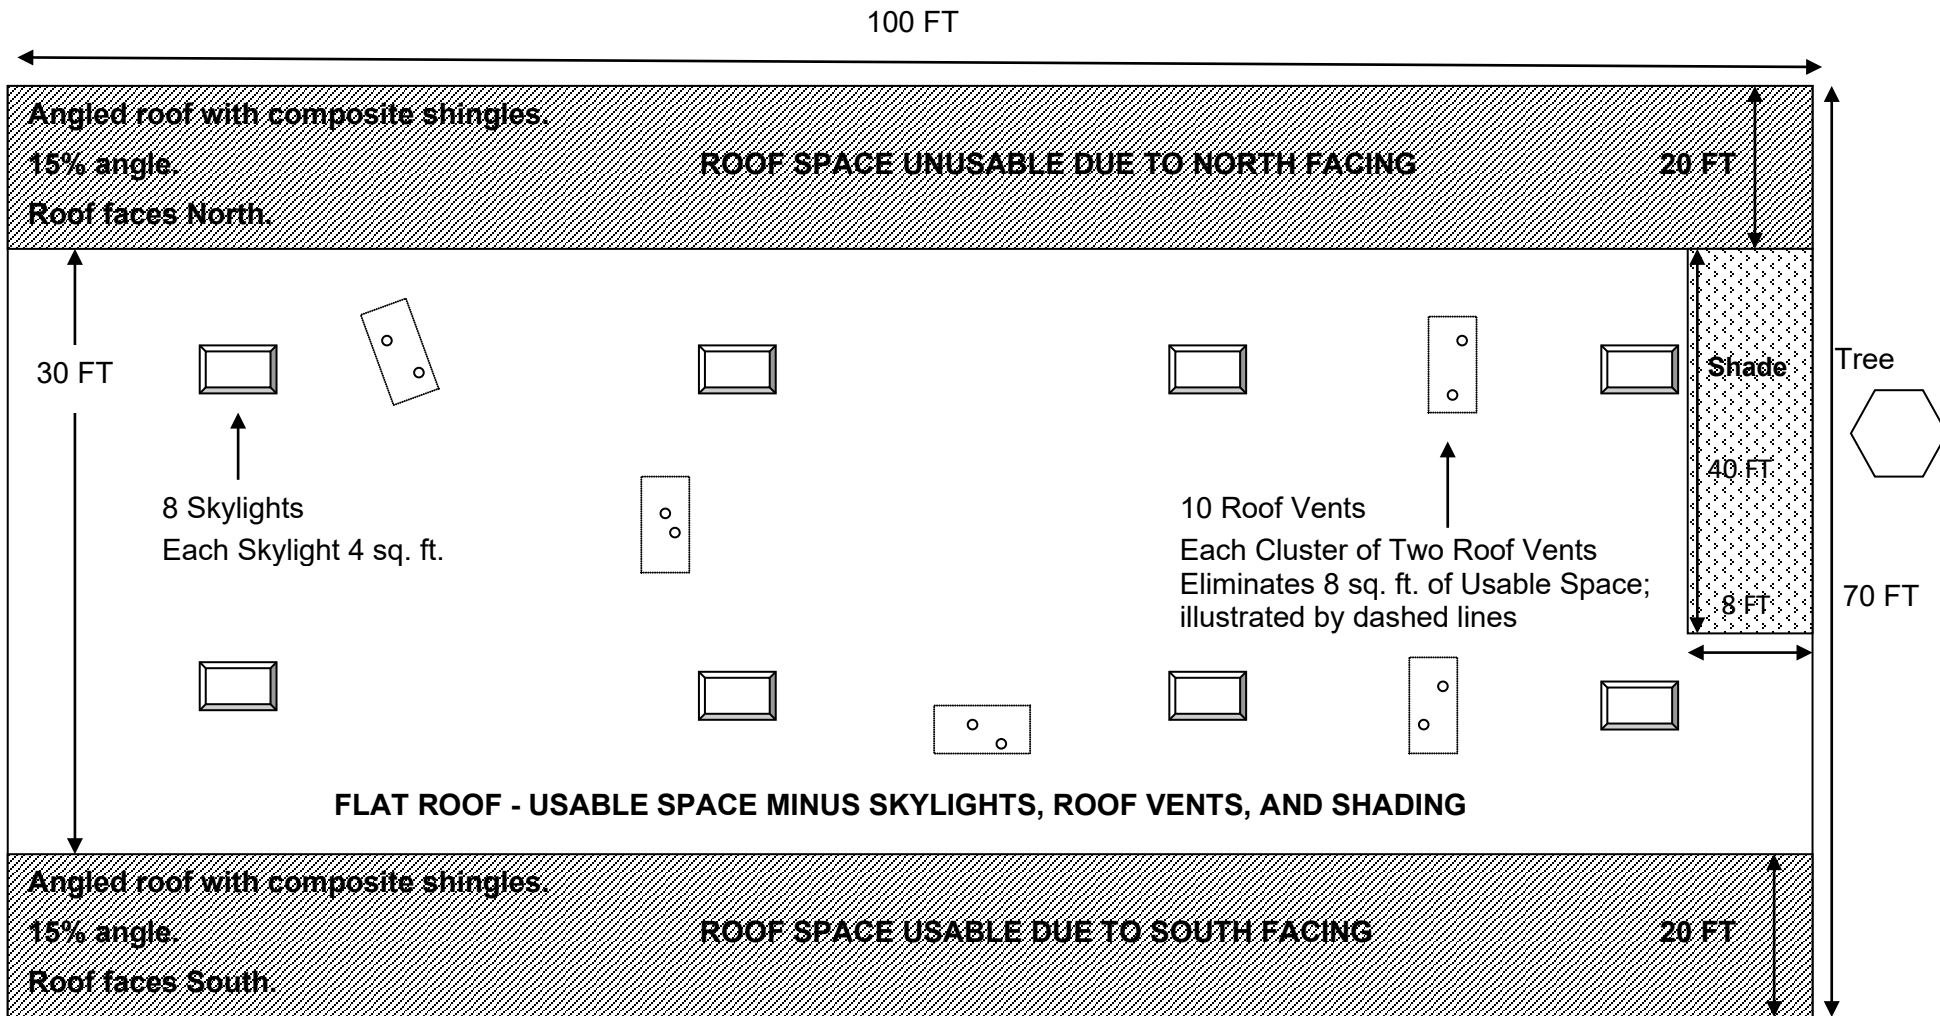 100 FT
Angled roof with composite shingles.
15% angle.
Roof faces North.
ROOF SPACE UNUSABLE DUE TO NORTH FACING
20 FT
30 FT
Shade
Tree
40 FT
8 Skylights
Each Skylight 4 sq. ft.
10 Roof Vents
Each Cluster of Two Roof Vents
Eliminates 8 sq. ft. of Usable Space;
illustrated by dashed lines
8 FT
70 FT
FLAT ROOF - USABLE SPACE MINUS SKYLIGHTS, ROOF VENTS, AND SHADING
Angled roof with composite shingles.
15% angle.
Roof faces South.
ROOF SPACE USABLE DUE TO SOUTH FACING
20 FT